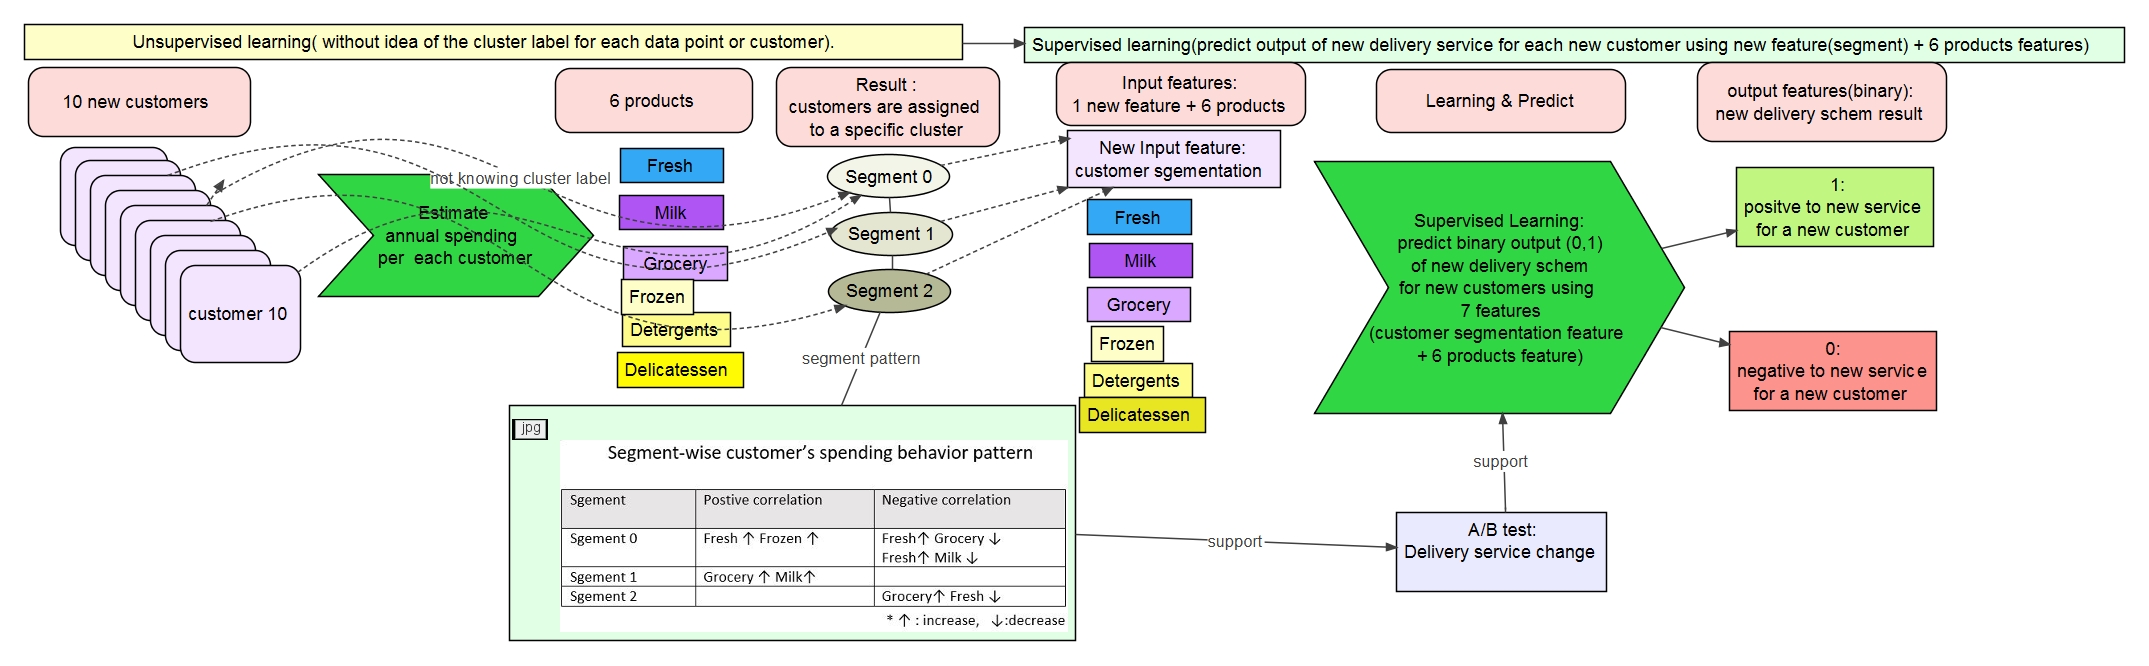 Unsupervised learning( without idea of the cluster label for each data point or customer).
Supervised learning(predict output of new delivery service for each new customer using new feature(segment) + 6 products features)
10 new customers
6 products
Result :
customers are assigned
to a specific cluster
Input features:
1 new feature + 6 products
Learning & Predict
output features(binary):
new delivery schem result
customer 10
not knowing cluster label
Estimate
annual spending
per each customer
Fresh
Milk
Grocery
Frozen
Detergents
Delicatessen
Segment 0
Segment 1
Segment 2
segment pattern
New Input feature:
customer sgementation
Fresh
Milk
Grocery
Frozen
Detergents
Delicatessen
Supervised Learning:
predict binary output (0,1)
of new delivery schem
for new customers using
7 features
(customer segmentation feature
+ 6 products feature)
1:
positve to new service
for a new customer
0:
negative to new service
for a new customer
jpg
Segment-wise customer’s spending behavior pattern
Sgement Postive correlation Negative correlation
Sgement 0 Fresh ↑ Frozen ↑ Fresh↑ Grocery ↓
Fresh↑ Milk ↓
Sgement 1 Grocery ↑ Milk↑
Sgement 2 Grocery↑ Fresh ↓
* ↑ : increase, ↓:decrease
support
support
A/B test:
Delivery service change